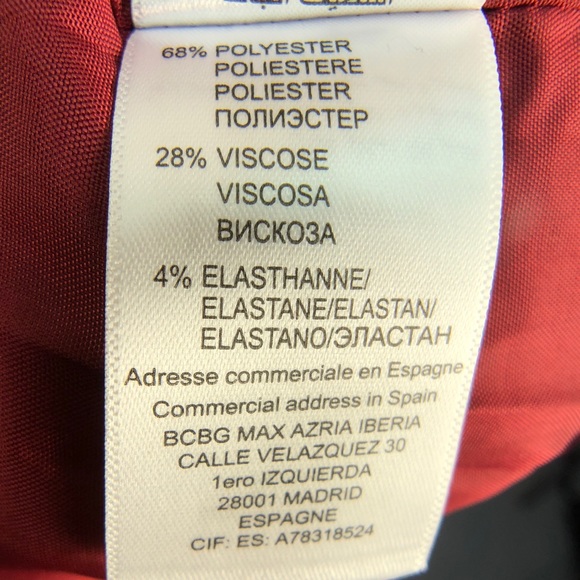 68% POLYESTER
POLIESTERE
POLIESTER
ПОЛИЭСТЕР
28% VISCOSE
VISCOSA
ВИСКОЗА
4% ELASTHANNE/
ELASTANE/ELASTAN/
ELASTANO/ЭЛАСТАН
Adresse commerciale en Espagne
Commercial address in Spain
BCBG MAX AZRIA IBERIA
CALLE VELAZQUEZ 30
1ero IZQUIERDA
28001 MADRID
ESPAGNE
CIF: ES: A78318524